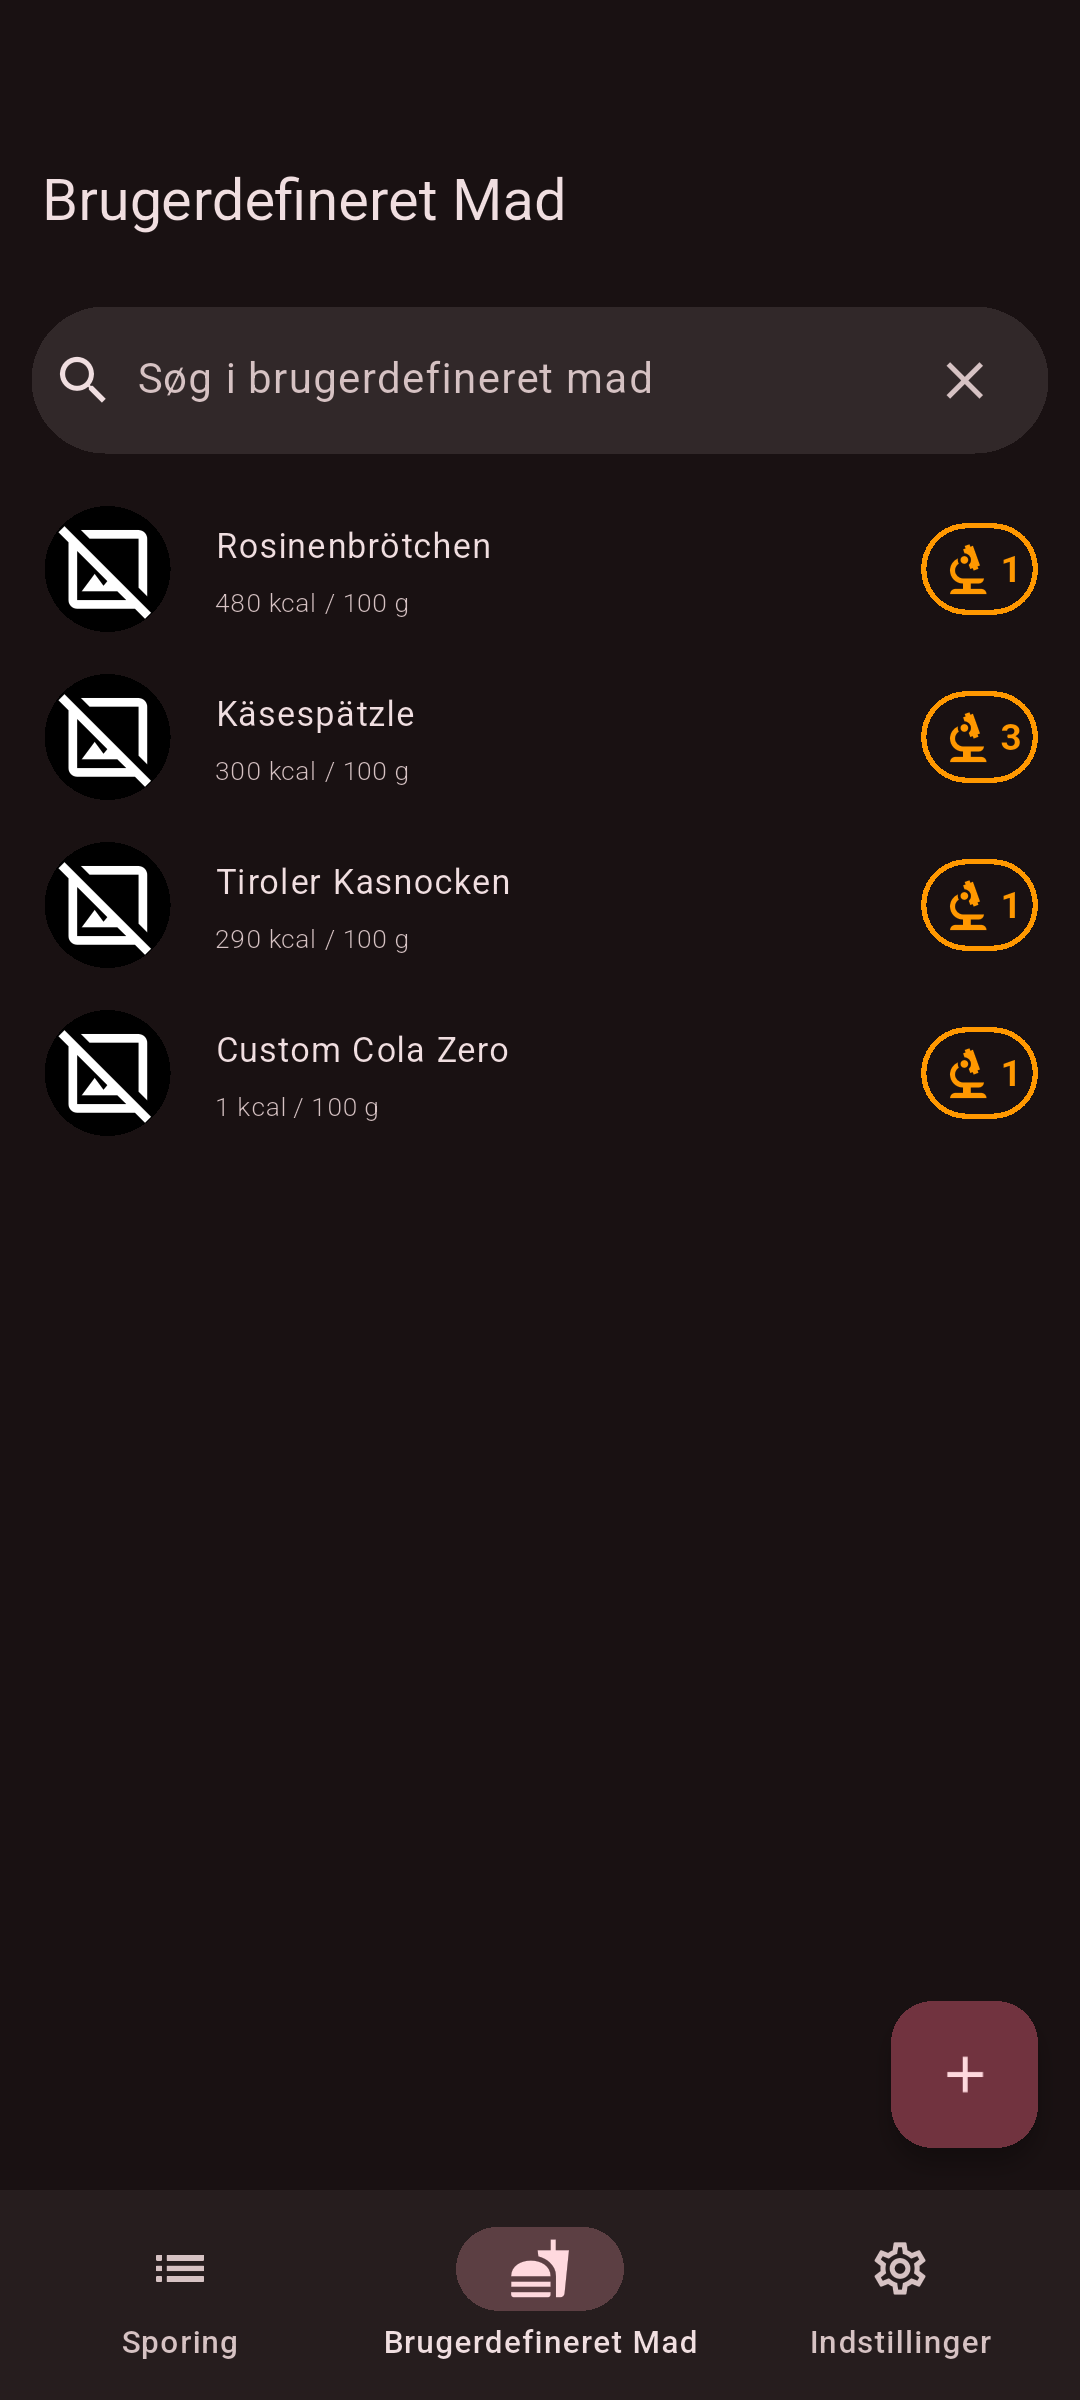 Brugerdefineret Mad
Søg i brugerdefineret mad
Rosinenbrötchen
480 kcal / 100 g
1
Käsespätzle
300 kcal / 100 g
3
Tiroler Kasnocken
290 kcal / 100 g
1
Custom Cola Zero
1 kcal / 100 g
1
Sporing
Brugerdefineret Mad
Indstillinger